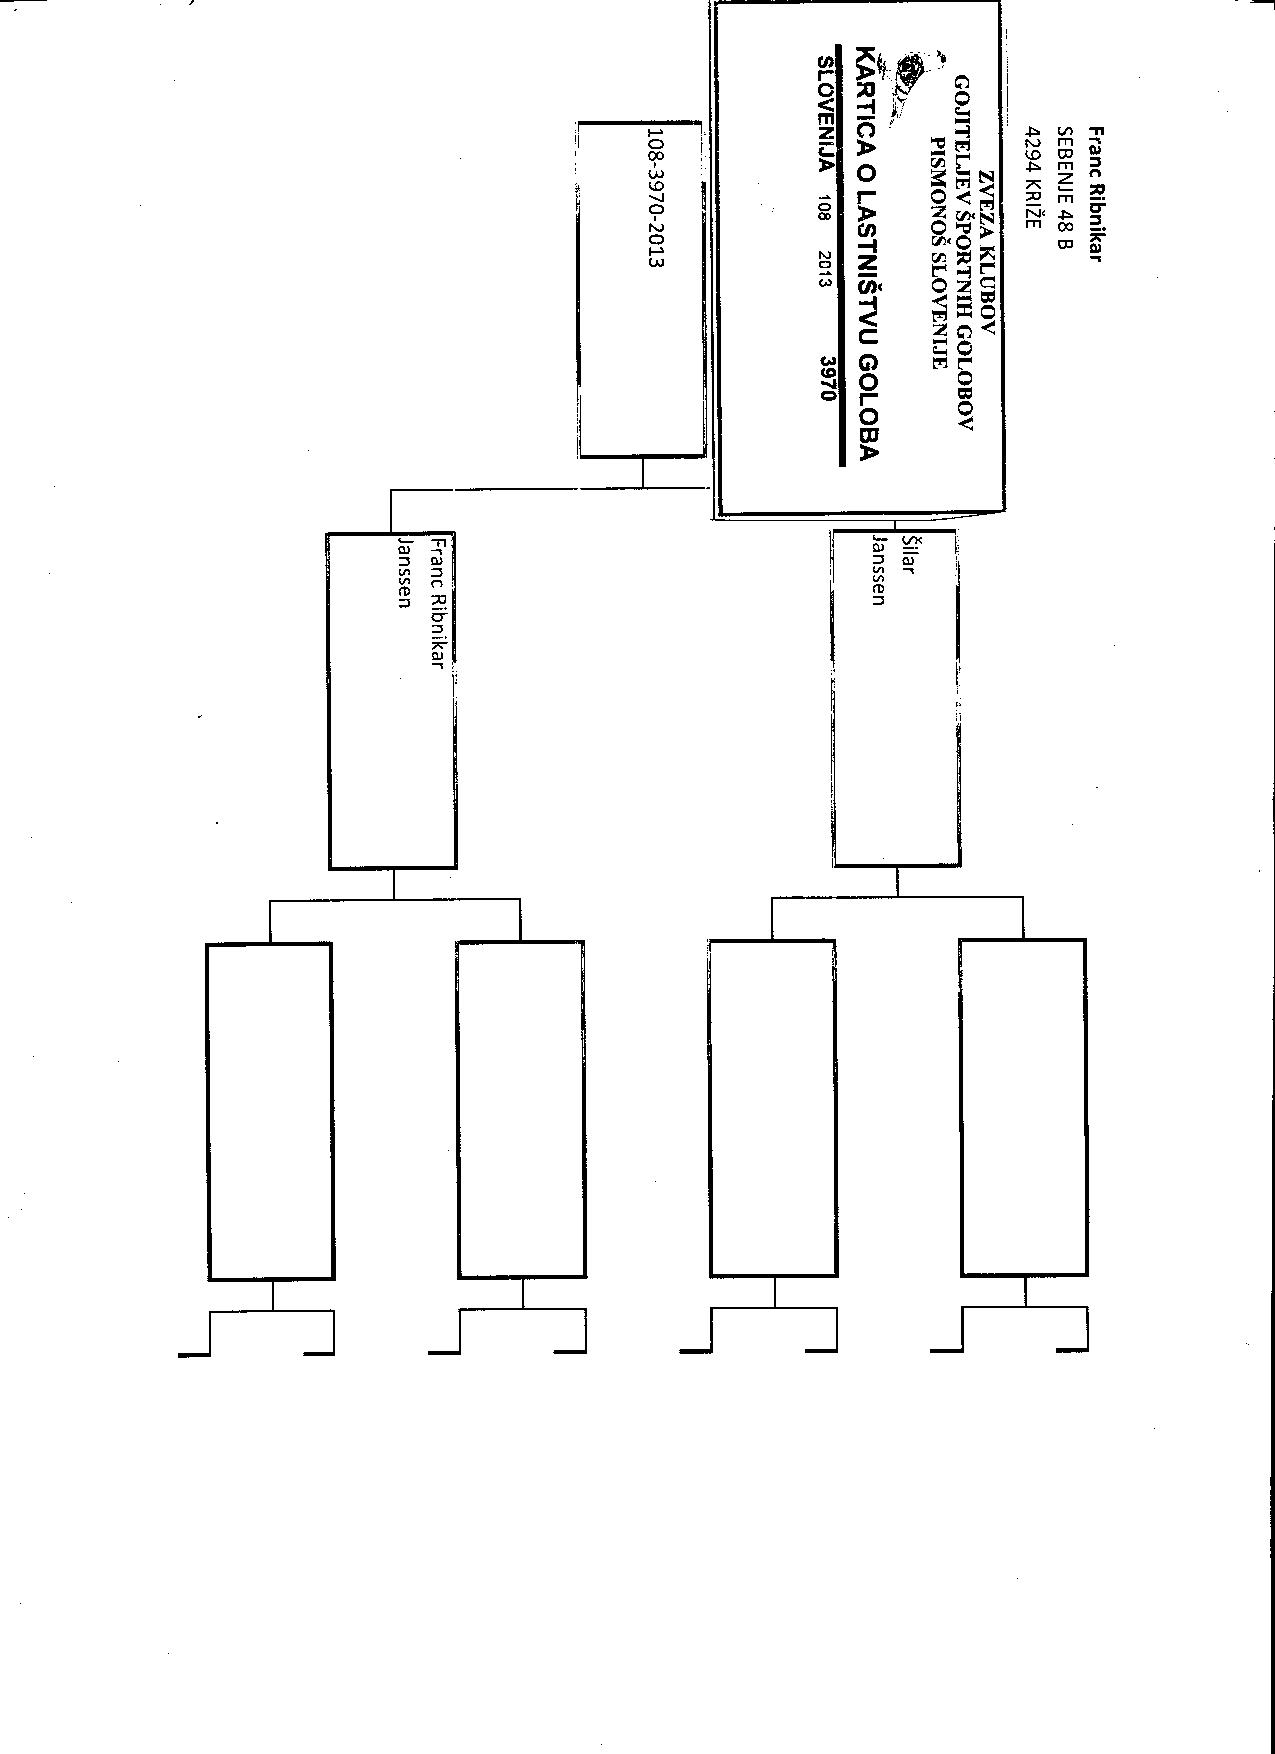 Franc Ribnikar
SEBENJE 48 B
4294 KRIŽE
ZVEZA KLUBOV
GOJITELJEV ŠPORTNIH GOLOBOV
PISMONOŠ SLOVENIJE
KARTICA O LASTNIŠTVU GOLOBA
SLOVENIJA 108 2013 3970
108-3970-2013
Šilar
Janssen
Franc Ribnikar
Janssen